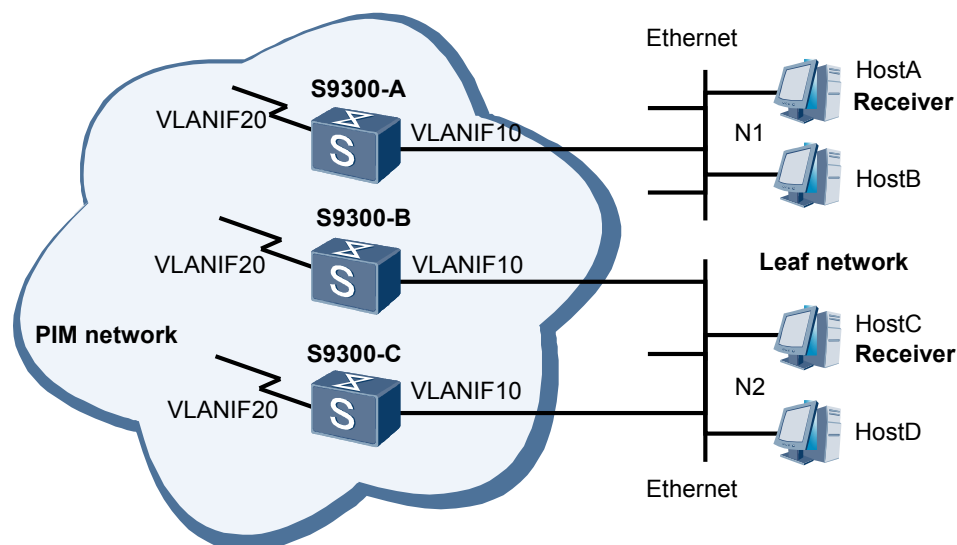 Ethernet
S9300-A
HostA
Receiver
VLANIF20
VLANIF10
N1
HostB
S9300-B
VLANIF20
VLANIF10
Leaf network
HostC
Receiver
PIM network
S9300-C
VLANIF20
VLANIF10
N2
HostD
Ethernet